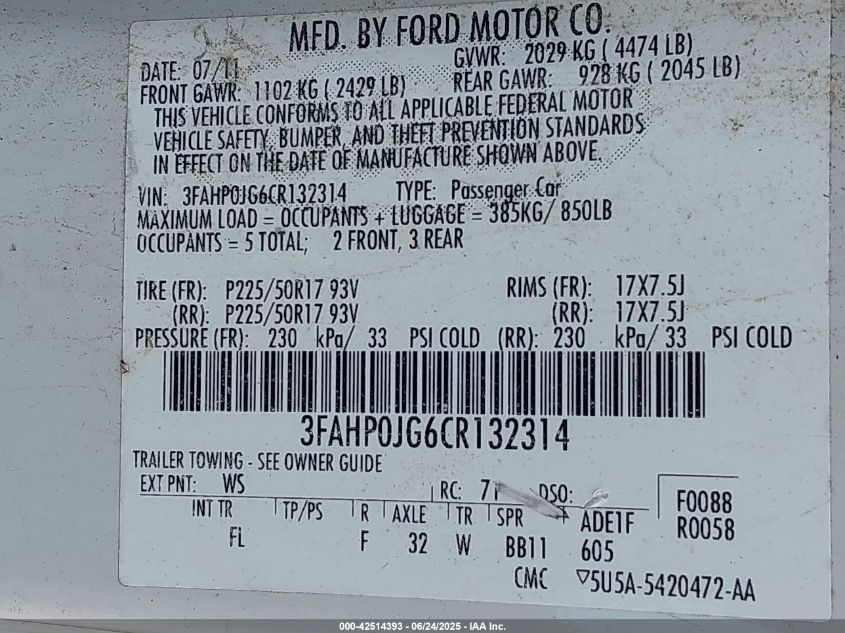 MFD. BY FORD MOTOR CO.
DATE: 07/11 GVWR: 2029 KG ( 4474 LB)
FRONT GAWR: 1102 KG ( 2429 LB) REAR GAWR: 928 KG ( 2045 LB)
THIS VEHICLE CONFORMS TO ALL APPLICABLE FEDERAL MOTOR
VEHICLE SAFETY, BUMPER, AND THEFT PREVENTION STANDARDS
IN EFFECT ON THE DATE OF MANUFACTURE SHOWN ABOVE.
VIN: 3FAHP0JG6CR132314 TYPE: Passenger Car
MAXIMUM LOAD = OCCUPANTS + LUGGAGE = 385KG/ 850LB
OCCUPANTS = 5 TOTAL; 2 FRONT, 3 REAR
TIRE (FR): P225/50R17 93V RIMS (FR): 17X7.5J
(RR): P225/50R17 93V (RR): 17X7.5J
PRESSURE (FR): 230 kPa/ 33 PSI COLD (RR): 230 kPa/ 33 PSI COLD
3FAHP0JG6CR132314
TRAILER TOWING - SEE OWNER GUIDE
EXT PNT: WS RC: DSO: F0088
INT TR TP/PS R AXLE TR SPR ADE1F R0058
FL F 32 W BB11 605
CMC ▽5U5A-5420472-AA
000-42514393 - 06/24/2025 - IAA Inc.